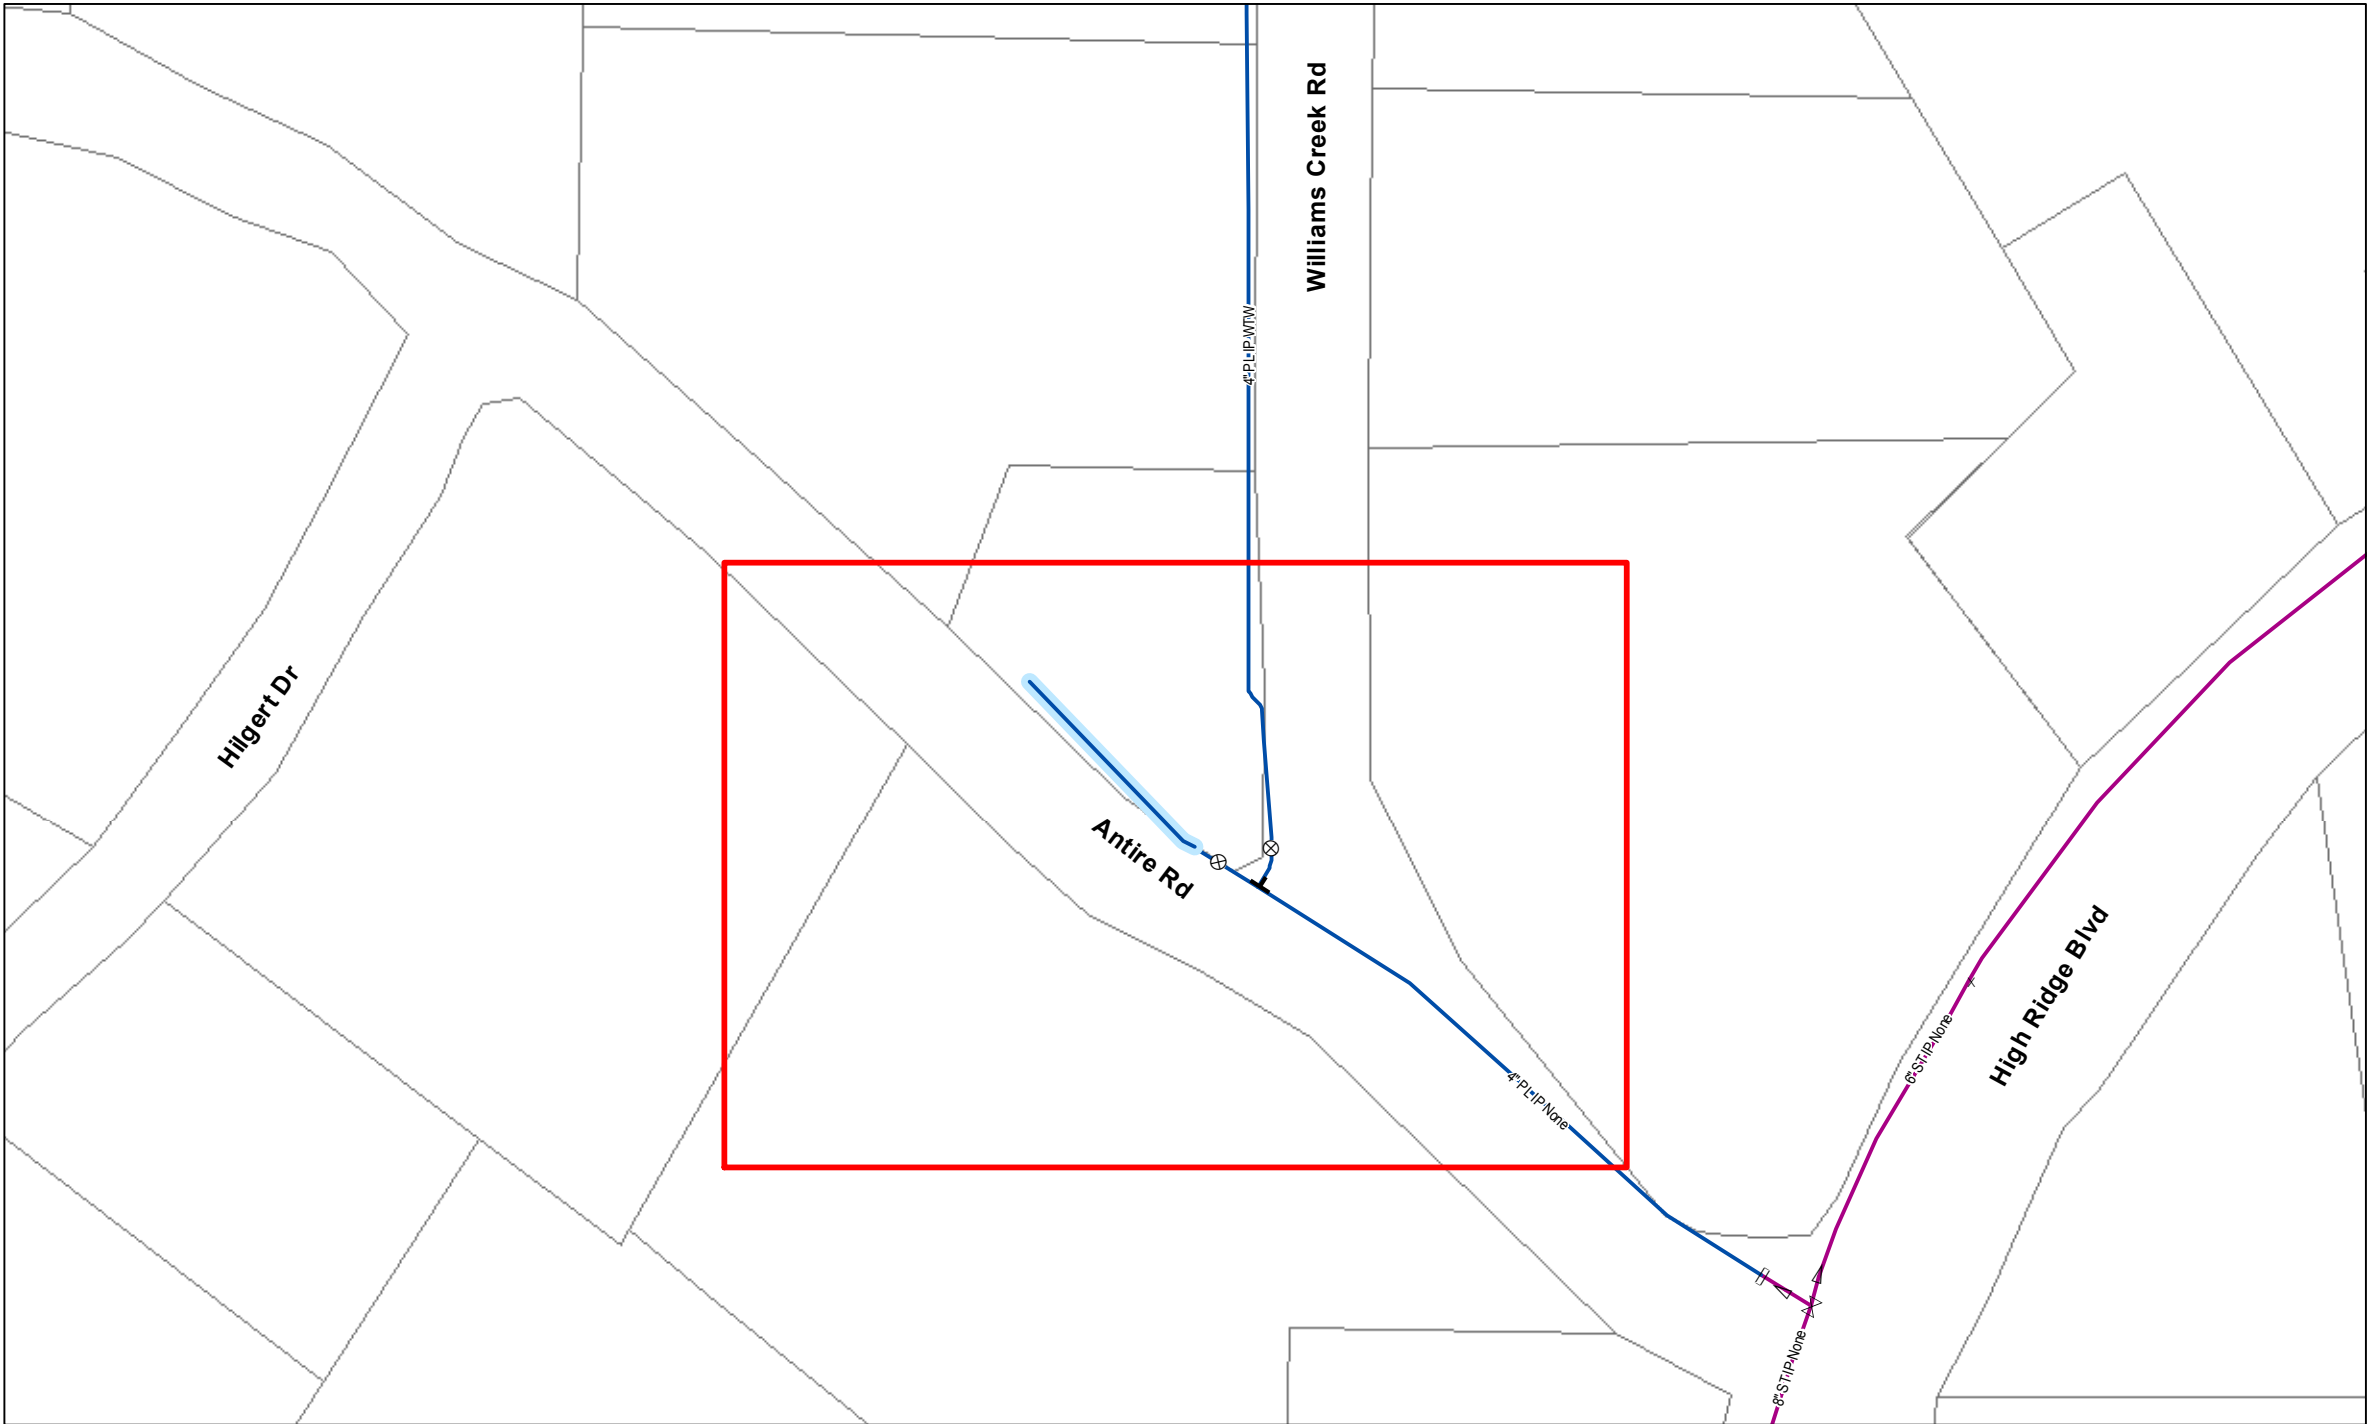 Williams Creek Rd
4"-PL-IP-WTW
Hilgert Dr
Antire Rd
High Ridge Blvd
6"-ST-IP-None
4"-PL-IP-None
8"-ST-IP-None